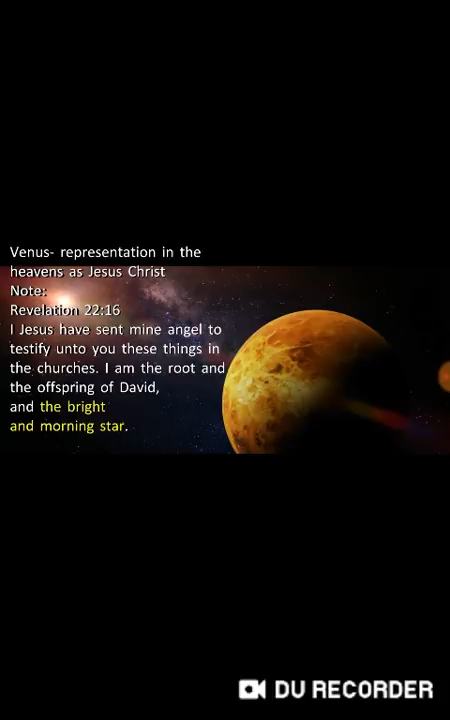 Venus- representation in the
heavens as Jesus Christ
Note:
Revelation 22:16
I Jesus have sent mine angel to
testify unto you these things in
the churches. I am the root and
the offspring of David,
and the bright
and morning star.
DU RECORDER